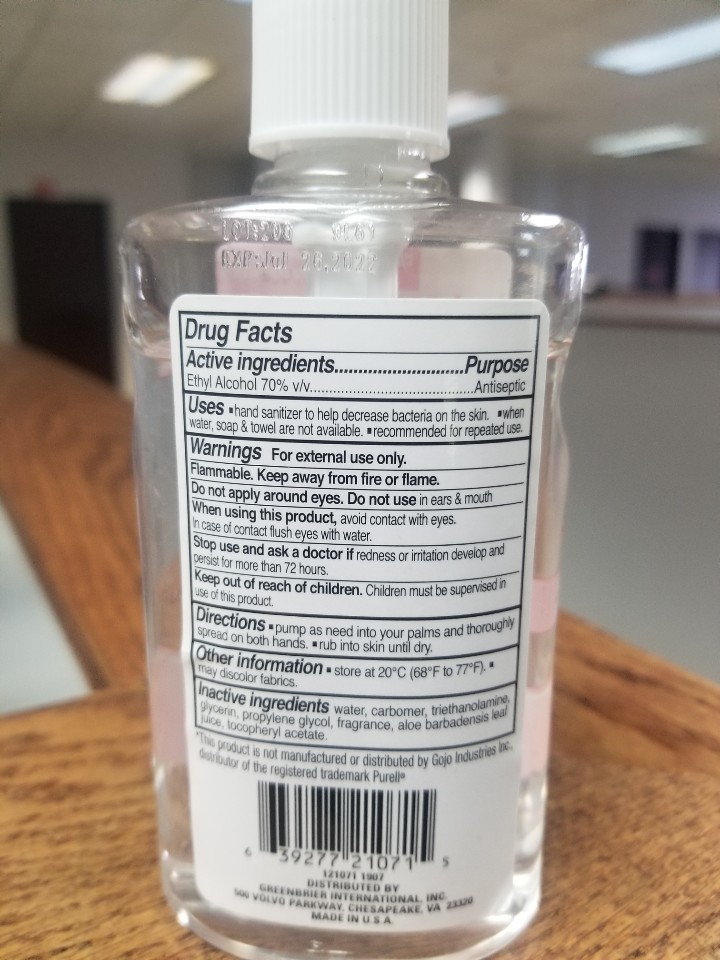 EXP:Jul 26,2022
Drug Facts
Active ingredients............................Purpose
Ethyl Alcohol 70% v/v......................................Antiseptic
Uses ▪hand sanitizer to help decrease bacteria on the skin. ▪when
water, soap & towel are not available. ▪recommended for repeated use.
Warnings For external use only.
Flammable. Keep away from fire or flame.
Do not apply around eyes. Do not use in ears & mouth
When using this product, avoid contact with eyes.
In case of contact flush eyes with water.
Stop use and ask a doctor if redness or irritation develop and
persist for more than 72 hours.
Keep out of reach of children. Children must be supervised in
use of this product.
Directions ▪pump as need into your palms and thoroughly
spread on both hands. ▪rub into skin until dry.
Other information ▪ store at 20°C (68°F to 77°F). ▪
may discolor fabrics.
Inactive ingredients water, carbomer, triethanolamine,
glycerin, propylene glycol, fragrance, aloe barbadensis leaf
juice, tocopheryl acetate.
*This product is not manufactured or distributed by Gojo Industries Inc.,
distributor of the registered trademark Purell®
6 39277 21071 5
121071 1907
DISTRIBUTED BY
GREENBRIER INTERNATIONAL, INC.
500 VOLVO PARKWAY, CHESAPEAKE, VA 23320
MADE IN U.S.A.